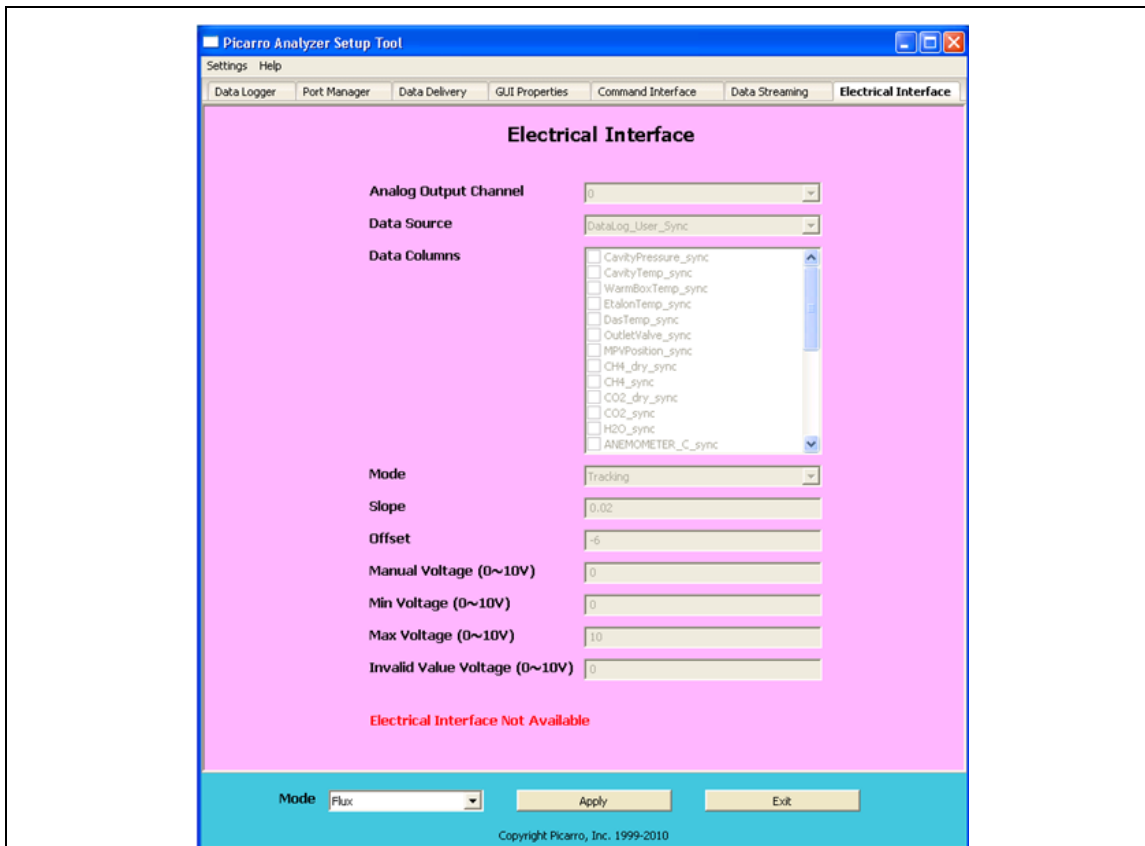 Picarro Analyzer Setup Tool
Settings Help
Data Logger Port Manager Data Delivery GUI Properties Command Interface Data Streaming Electrical Interface
Electrical Interface
Analog Output Channel 0
Data Source DataLog_User_Sync
Data Columns CavityPressure_sync
CavityTemp_sync
WarmBoxTemp_sync
EtalonTemp_sync
DasTemp_sync
OutletValve_sync
MPVPosition_sync
CH4_dry_sync
CH4_sync
CO2_dry_sync
CO2_sync
H2O_sync
ANEMOMETER_C_sync
Mode Tracking
Slope 0.02
Offset -6
Manual Voltage (0~10V) 0
Min Voltage (0~10V) 0
Max Voltage (0~10V) 10
Invalid Value Voltage (0~10V) 0
Electrical Interface Not Available
Mode Flux Apply Exit
Copyright Picarro, Inc. 1999-2010